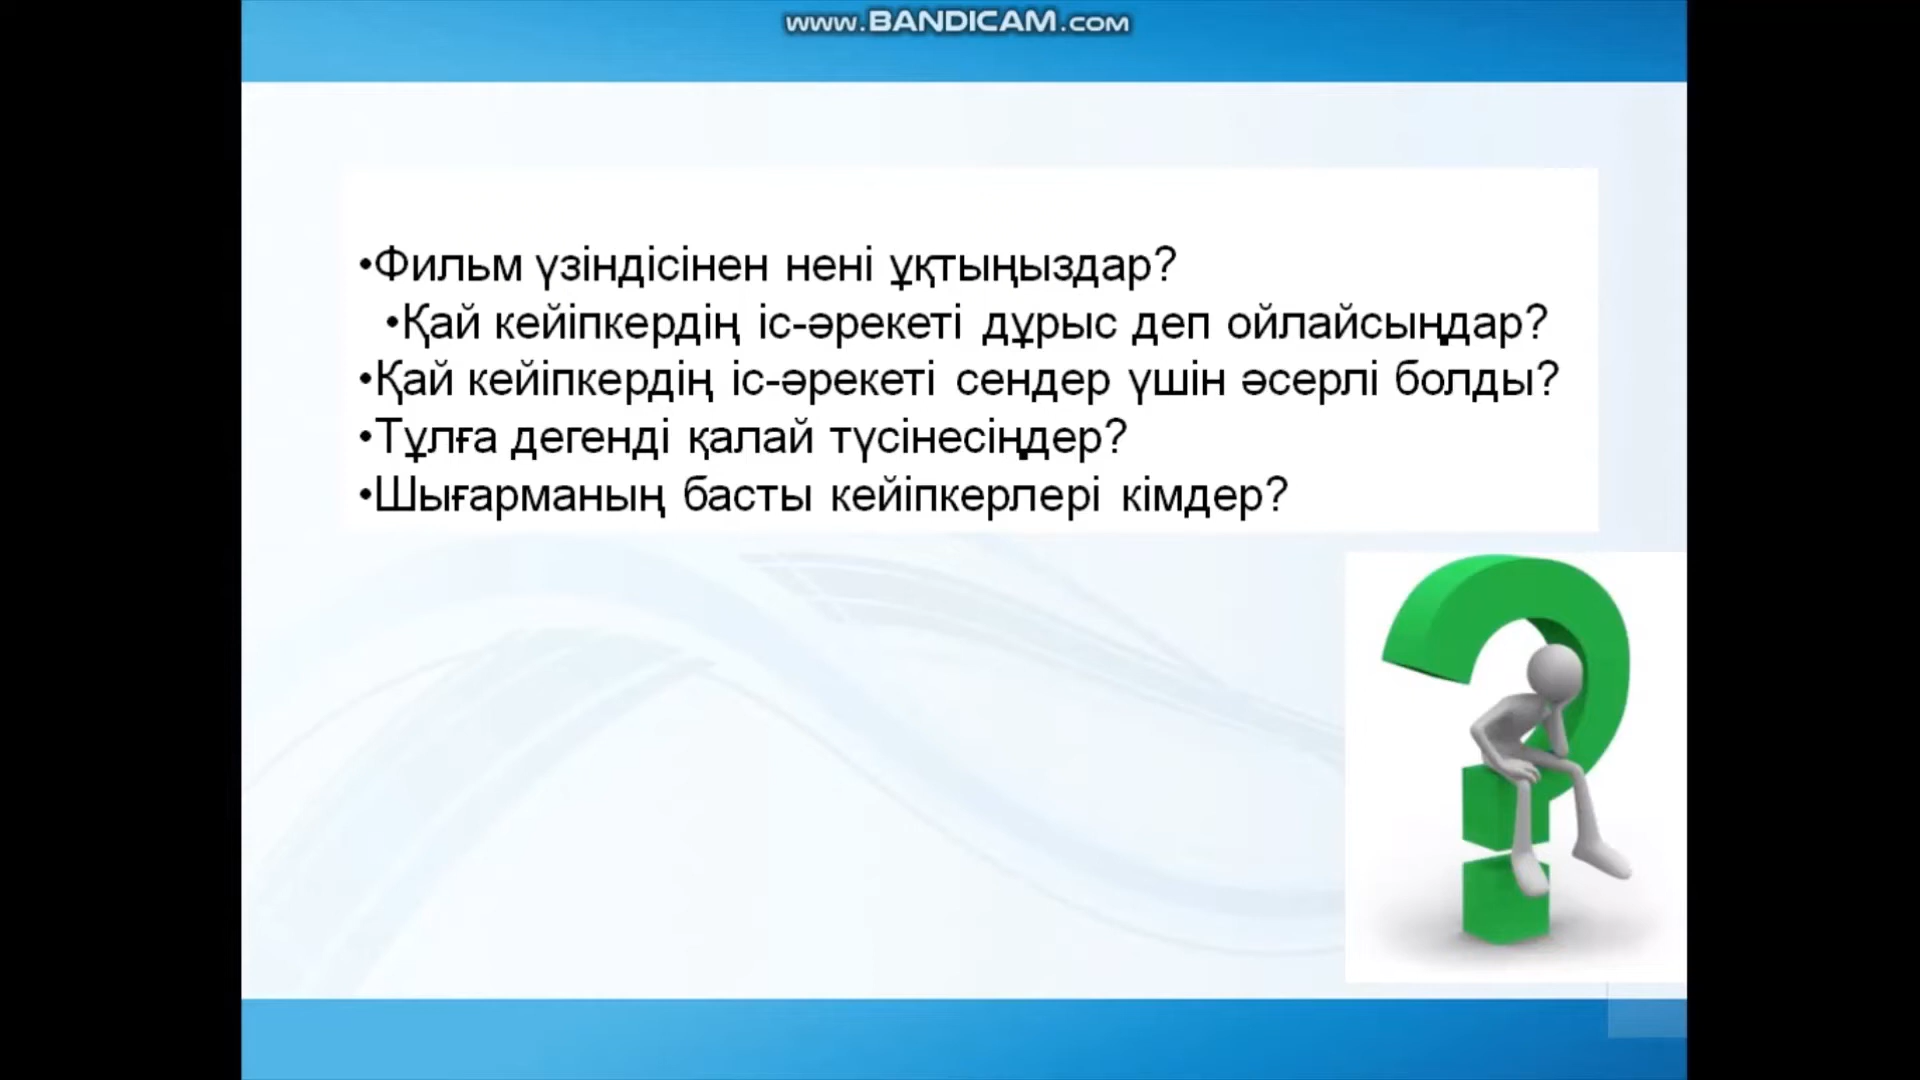 www.BANDICAM.com
•Фильм үзіндісінен нені ұқтыңыздар?
•Қай кейіпкердің іс-әрекеті дұрыс деп ойлайсыңдар?
•Қай кейіпкердің іс-әрекеті сендер үшін әсерлі болды?
•Тұлға дегенді қалай түсінесіңдер?
•Шығарманың басты кейіпкерлері кімдер?